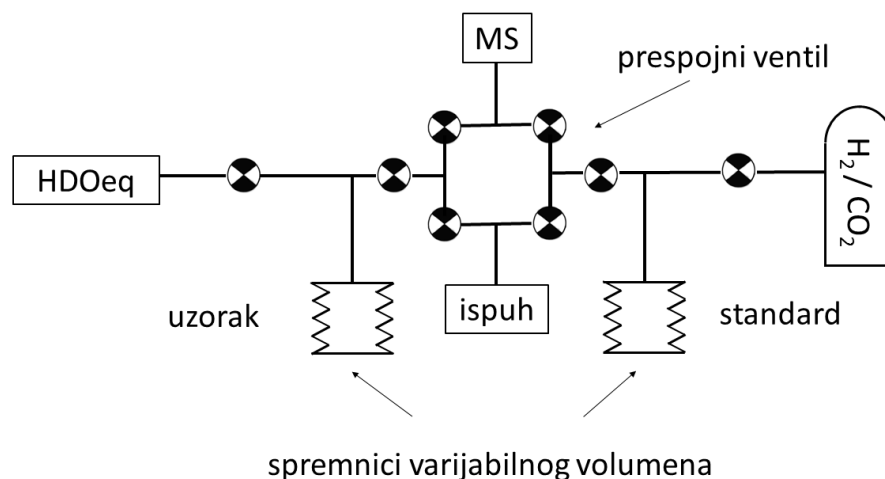 MS
prespojni ventil
HDOeq
H₂/ CO₂
uzorak
ispuh
standard
spremnici varijabilnog volumena